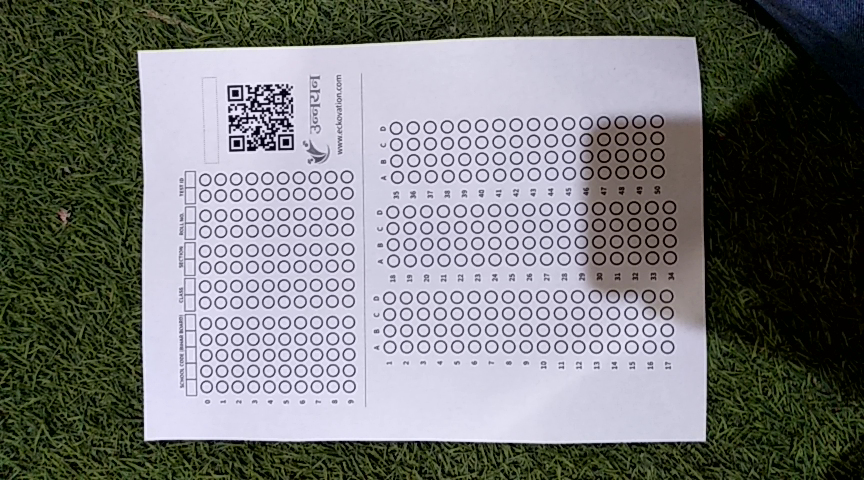 उन्नयन
www.eckovation.com
SCHOOL CODE (BIHAR BOARD) CLASS SECTION ROLL NO. TEST ID
0
1
2
3
4
5
6
7
8
9
A B C D A B C D A B C D
1 18 35
2 19 36
3 20 37
4 21 38
5 22 39
6 23 40
7 24 41
8 25 42
9 26 43
10 27 44
11 28 45
12 29 46
13 30 47
14 31 48
15 32 49
16 33 50
17 34